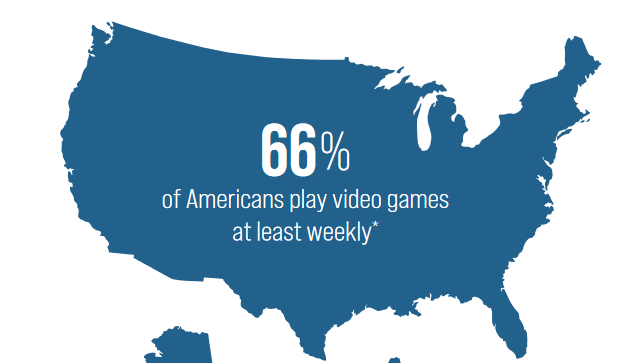 66%
of Americans play video games
at least weekly*